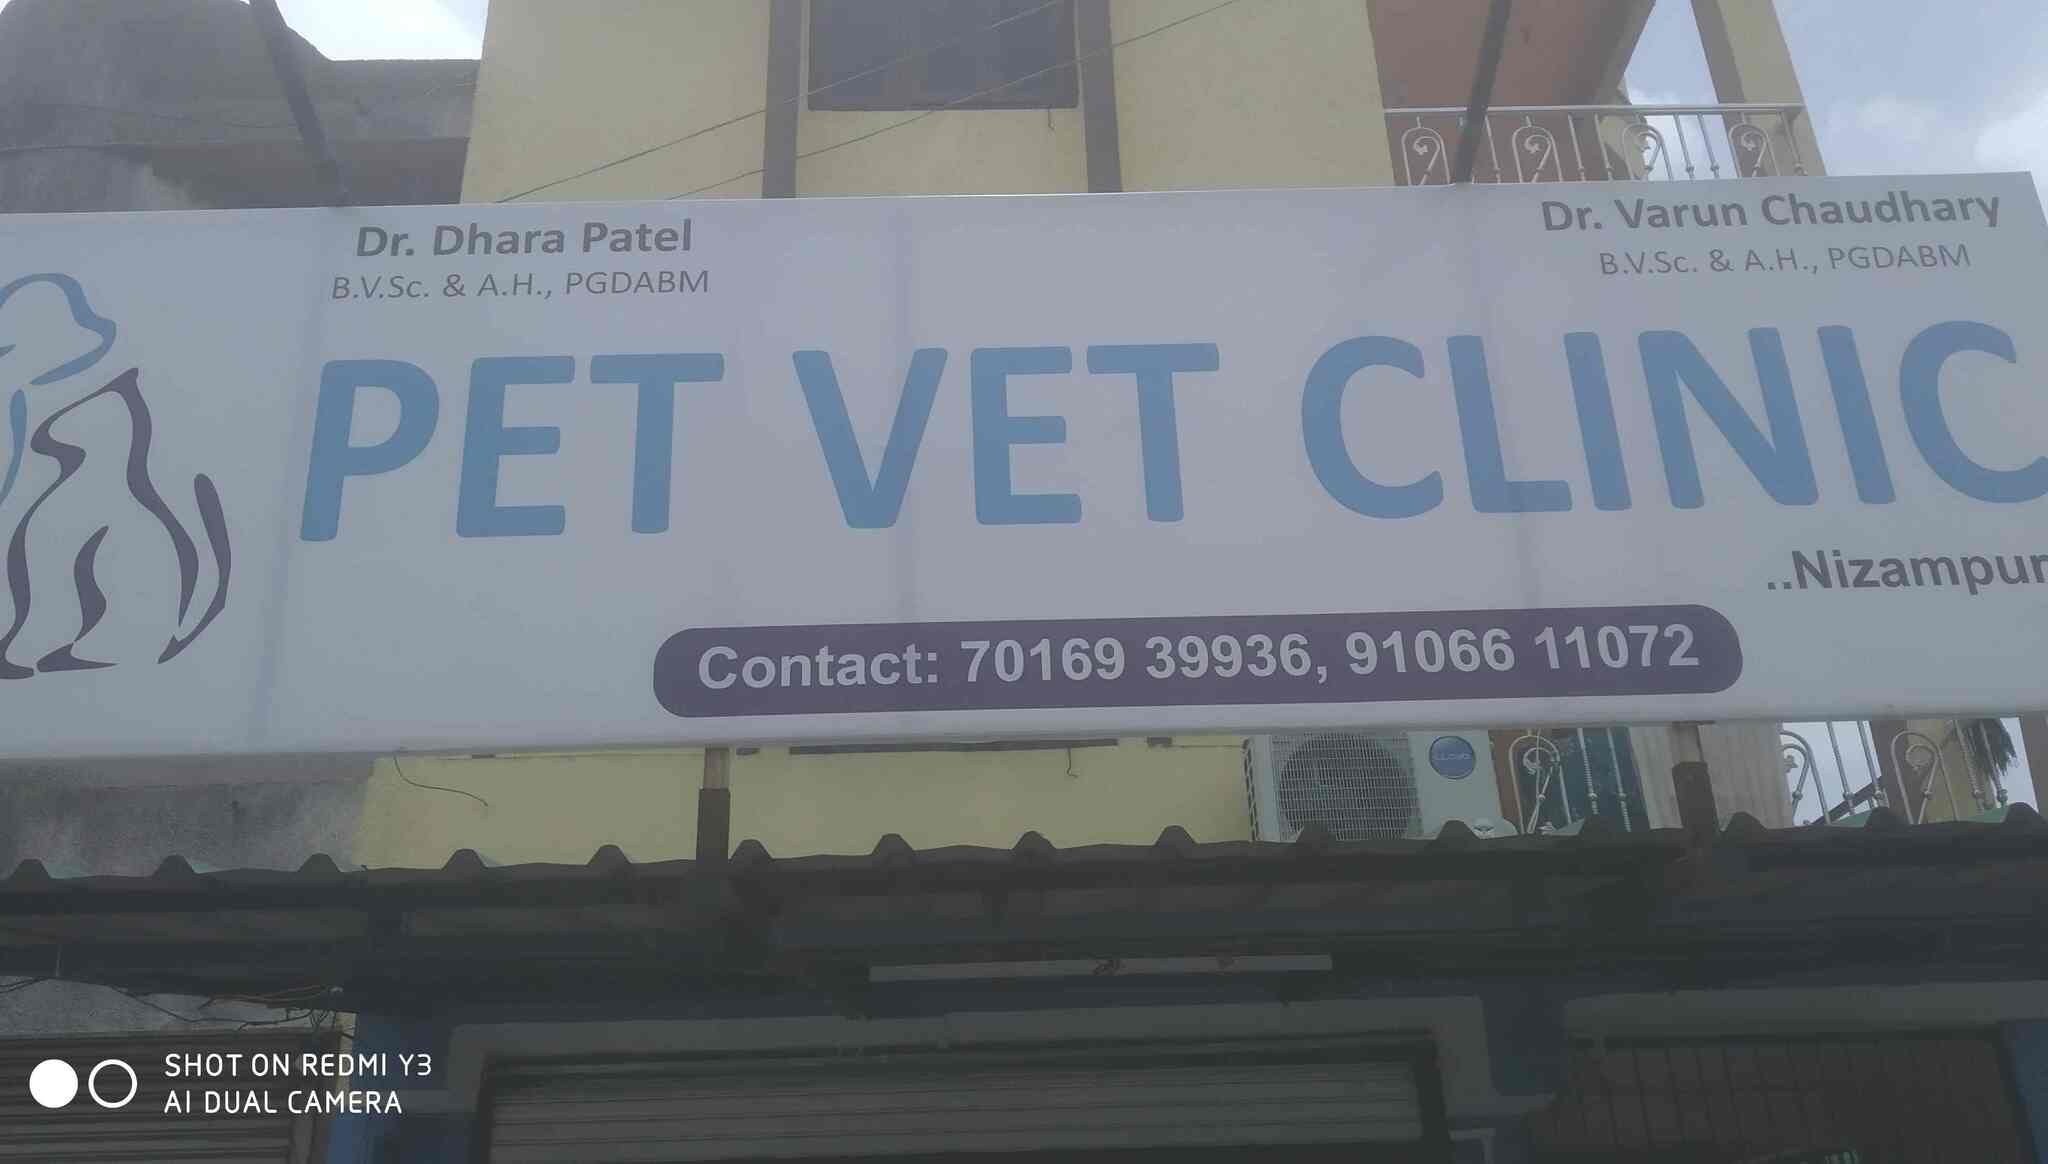 Dr. Dhara Patel
B.V.Sc. & A.H., PGDABM
Dr. Varun Chaudhary
B.V.Sc. & A.H., PGDABM
PET VET CLINIC
..Nizampur
Contact: 70169 39936, 91066 11072
LLOYD
SHOT ON REDMI Y3
AI DUAL CAMERA